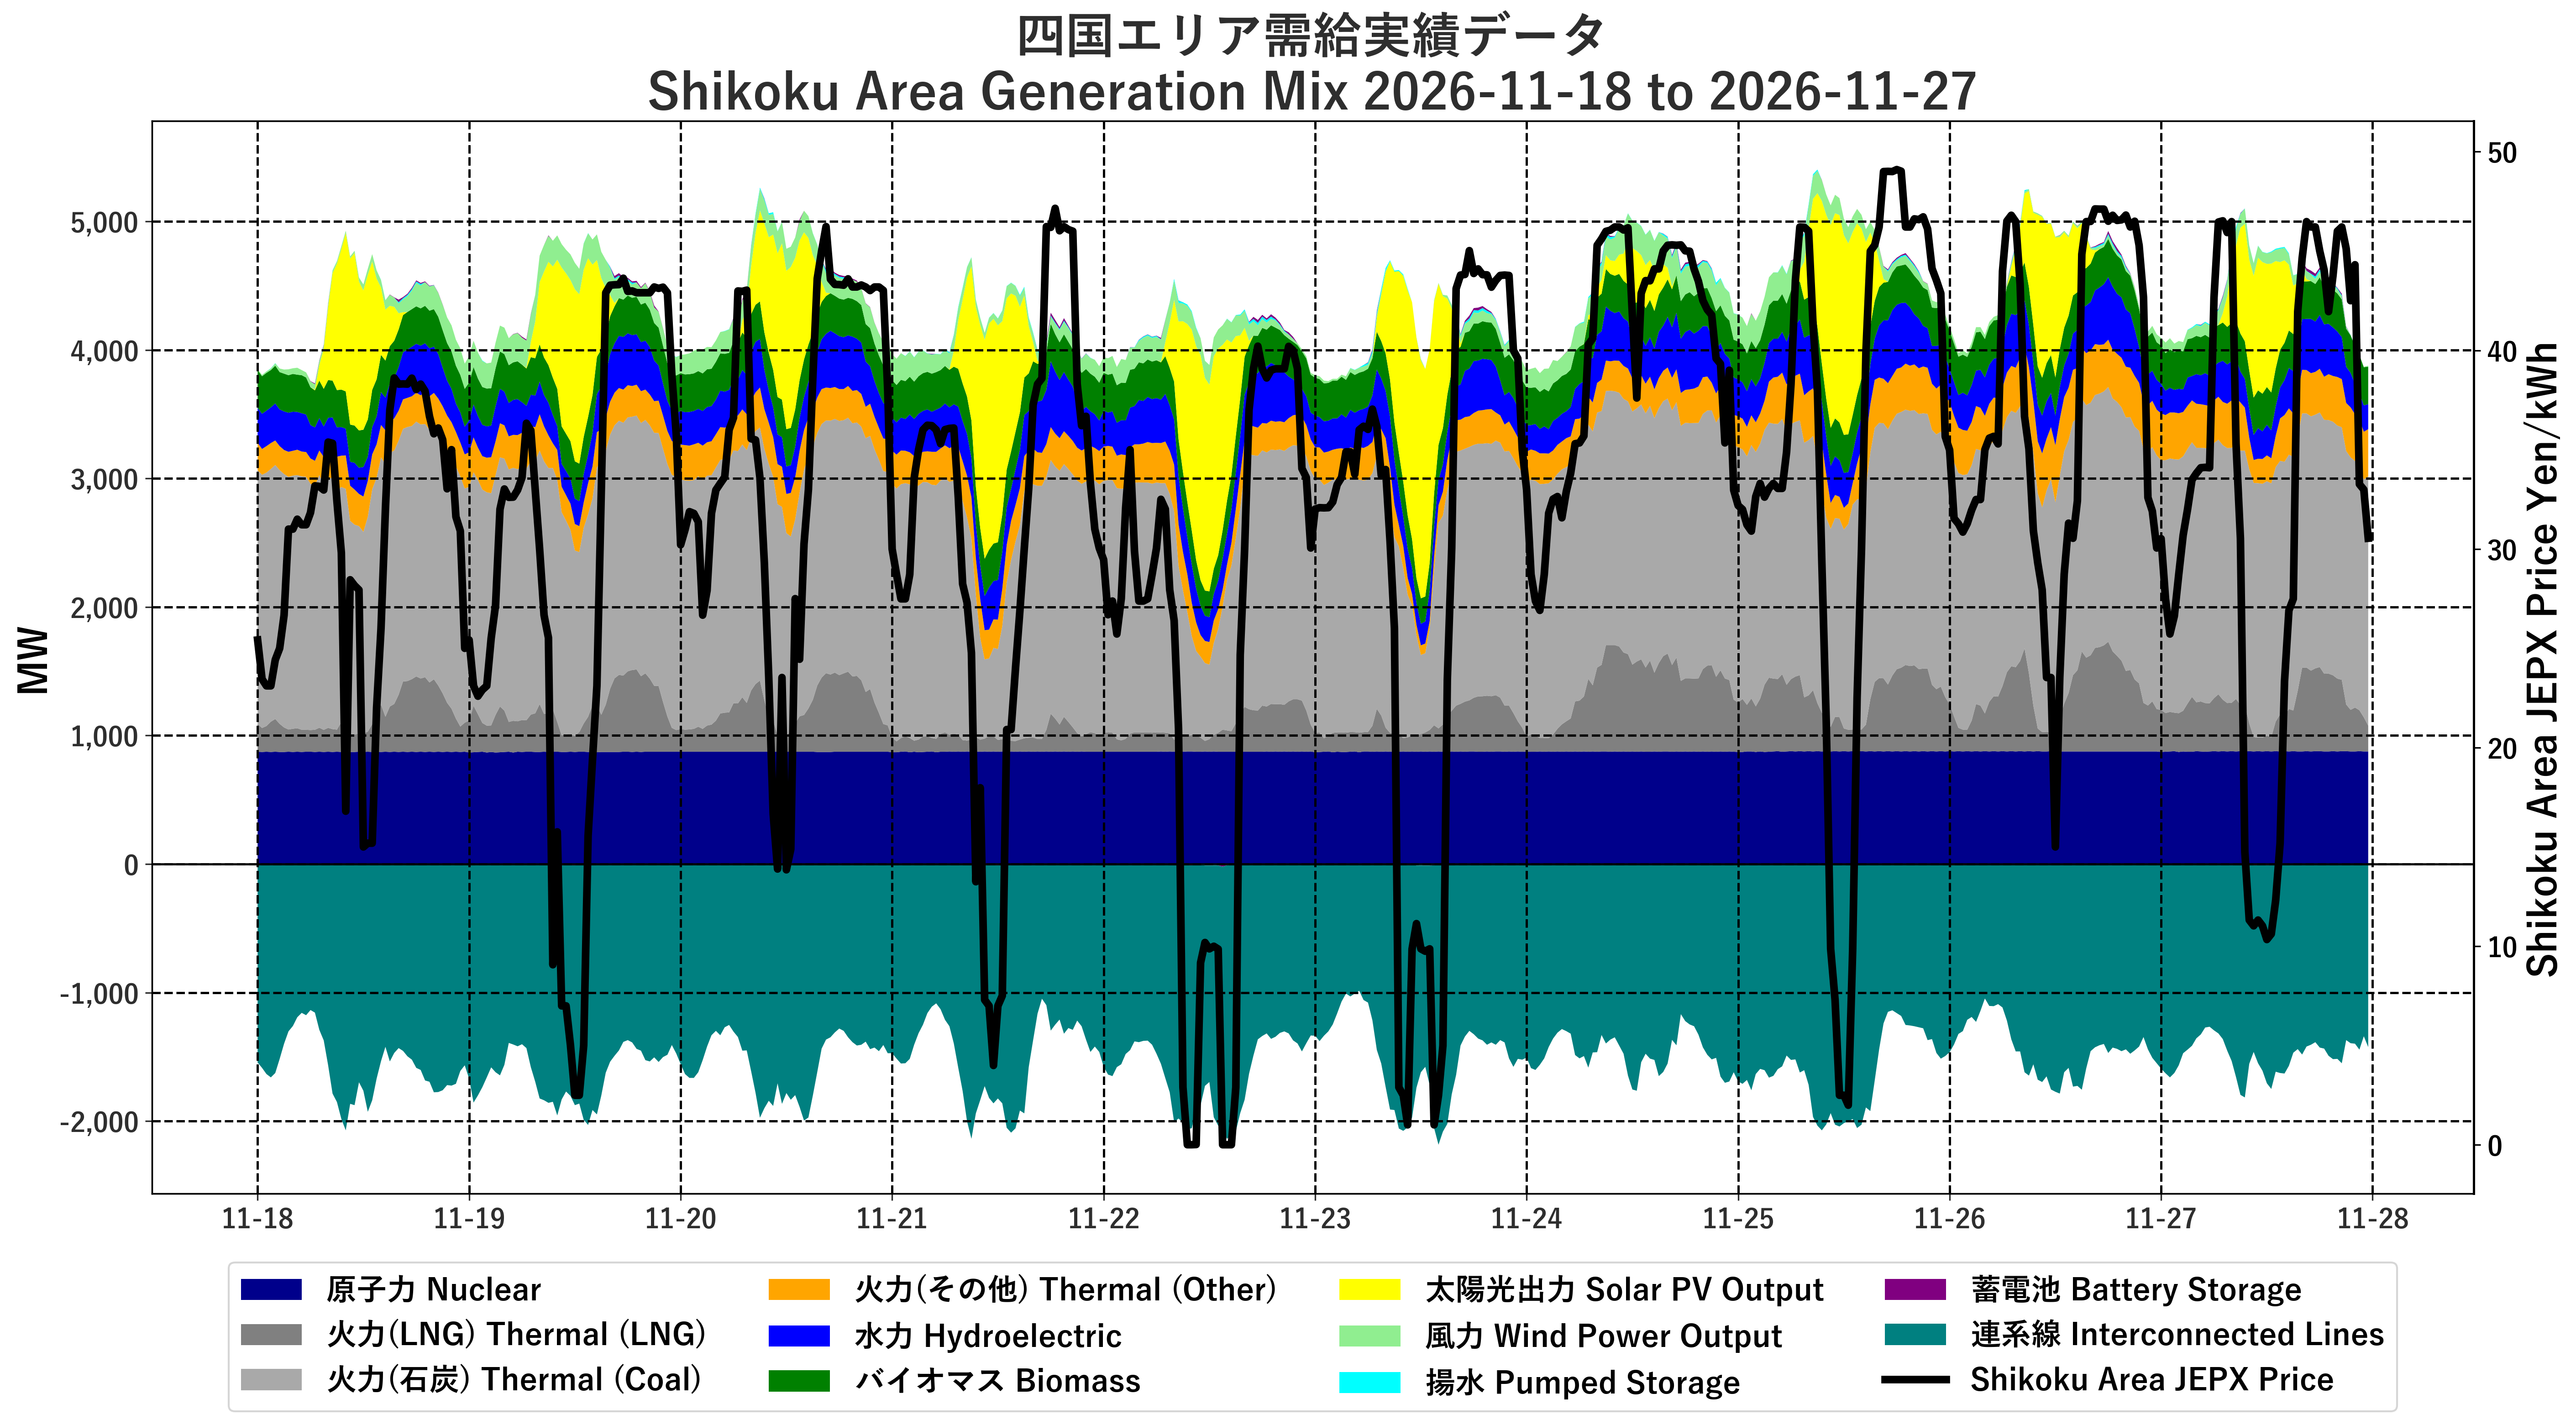 四国エリア需給実績データ
Shikoku Area Generation Mix 2026-11-18 to 2026-11-27
MW
5,000
4,000
3,000
2,000
1,000
0
-1,000
-2,000
50
40
30
20
10
0
Shikoku Area JEPX Price Yen/kWh
11-18 11-19 11-20 11-21 11-22 11-23 11-24 11-25 11-26 11-27 11-28
原子力 Nuclear
火力(LNG) Thermal (LNG)
火力(石炭) Thermal (Coal)
火力(その他) Thermal (Other)
水力 Hydroelectric
バイオマス Biomass
太陽光出力 Solar PV Output
風力 Wind Power Output
揚水 Pumped Storage
蓄電池 Battery Storage
連系線 Interconnected Lines
Shikoku Area JEPX Price